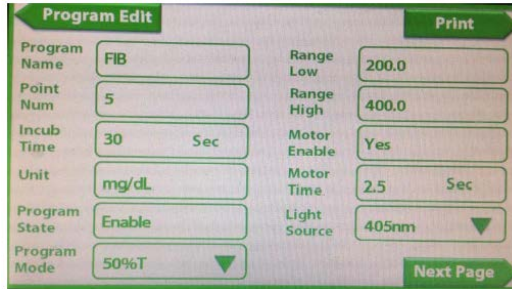 Program Edit
Print
Program Name FIB
Point Num 5
Incub Time 30 Sec
Unit mg/dL
Program State Enable
Program Mode 50%T
Range Low 200.0
Range High 400.0
Motor Enable Yes
Motor Time 2.5 Sec
Light Source 405nm
Next Page